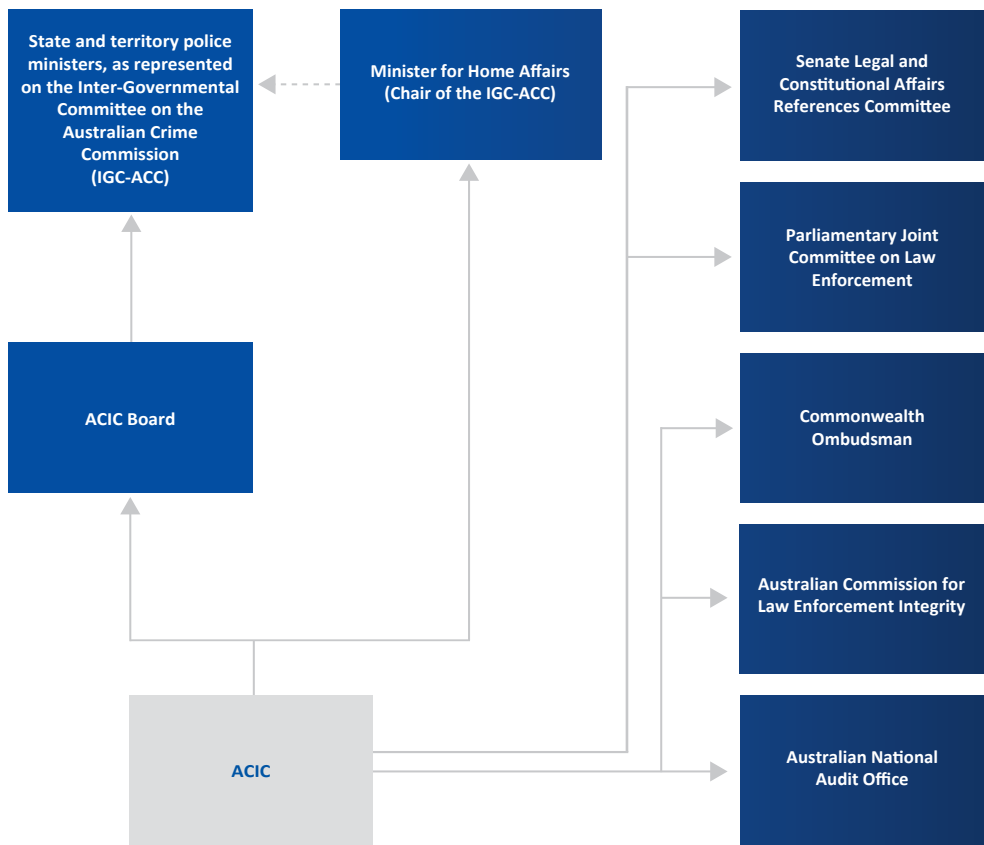 State and territory police
ministers, as represented
on the Inter-Governmental
Committee on the
Australian Crime
Commission
(IGC-ACC)
Minister for Home Affairs
(Chair of the IGC-ACC)
Senate Legal and
Constitutional Affairs
References Committee
Parliamentary Joint
Committee on Law
Enforcement
ACIC Board
Commonwealth
Ombudsman
Australian Commission for
Law Enforcement Integrity
ACIC
Australian National
Audit Office